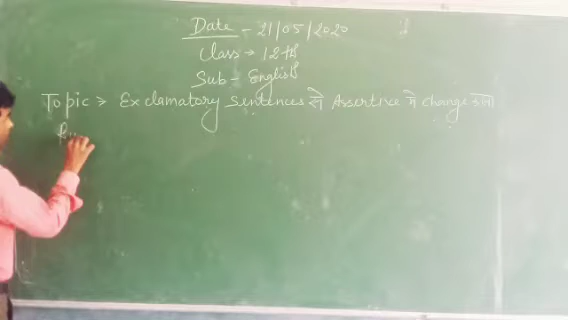 Date - 21/05/2020
Class → 12th
Sub - English
Topic > Exclamatory Sentences को Assertive में change करना